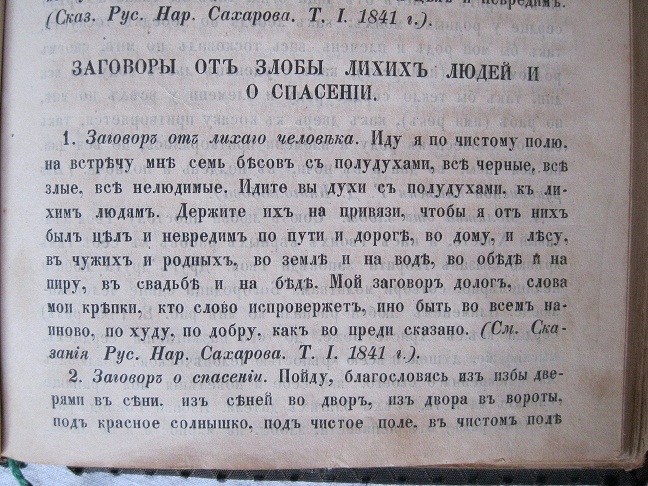 (Сказ. Рус. Нар. Сахарова. Т. I. 1841 г.).
ЗАГОВОРЫ ОТЪ ЗЛОБЫ ЛИХИХЪ ЛЮДЕЙ И
О СПАСЕНІИ.
1. Заговоръ отъ лихаго человѣка. Иду я по чистому полю,
на встрѣчу мнѣ семь бѣсовъ съ полудухами, всѣ черные, всѣ
злые, всѣ нелюдимые, Идите вы духи съ полудухами, къ ли-
химъ людамъ. Держите ихъ на привязи, чтобы я отъ нихъ
былъ цѣлъ и невредимъ по пути и дорогѣ, во дому, и лѣсу,
въ чужихъ и родныхъ, во землѣ и на водѣ, во обѣдѣ и на
пиру, въ свадьбѣ и на бѣдѣ. Мой заговоръ дологъ, слова
мои крѣпки, кто слово испровержетъ, ино быть во всемъ на-
иново, по худу, по добру, какъ во преди сказано. (См. Ска-
занія Рус. Нар. Сахарова. Т. I. 1841 г.).
2. Заговоръ о спасеніи. Пойду, благословясь изъ избы две-
рями въ сѣни. изъ сѣней во дворъ, изъ двора въ вороты,
подъ красное солнышко, подъ чистое поле, въ чистомъ полѣ